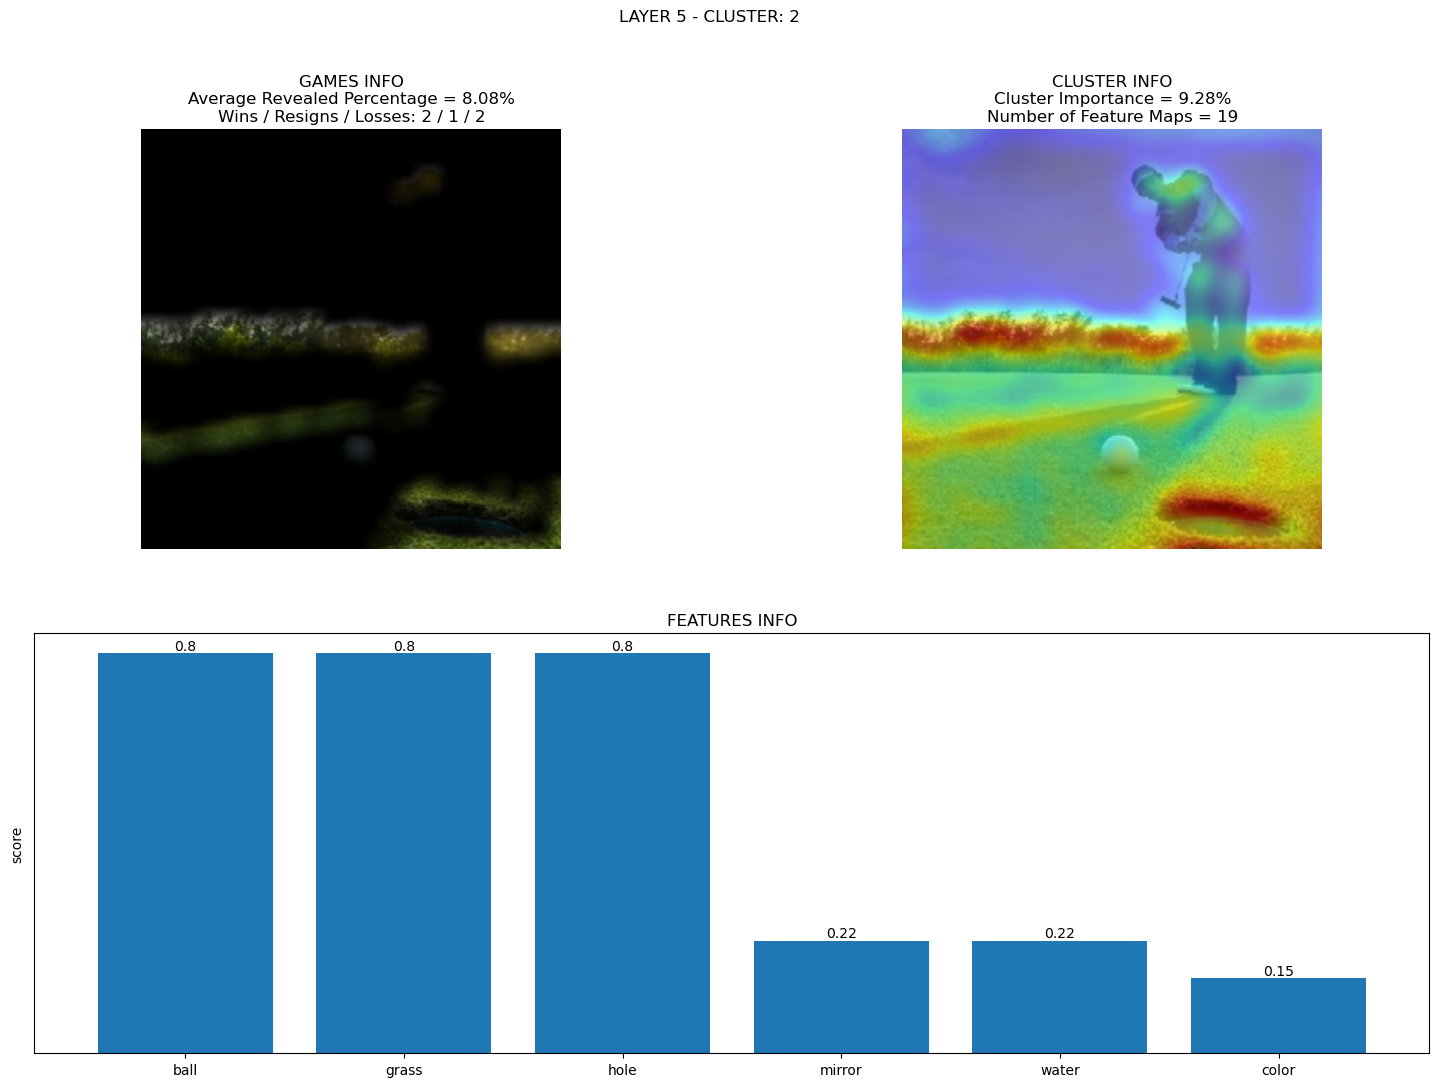 LAYER 5 - CLUSTER: 2
GAMES INFO
Average Revealed Percentage = 8.08%
Wins / Resigns / Losses: 2 / 1 / 2
CLUSTER INFO
Cluster Importance = 9.28%
Number of Feature Maps = 19
FEATURES INFO
score
0.8
0.8
0.8
0.22
0.22
0.15
ball
grass
hole
mirror
water
color